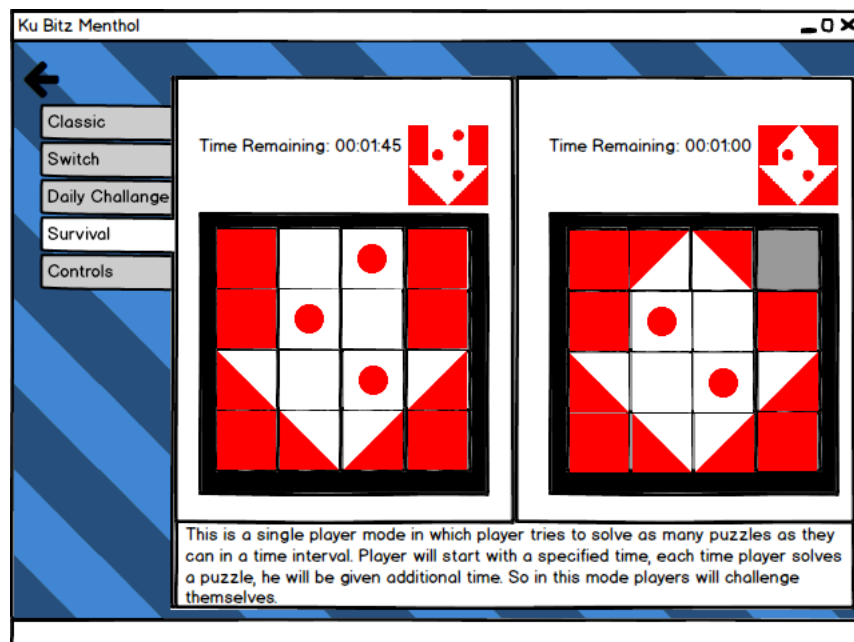 Ku Bitz Menthol
Classic
Switch
Daily Challange
Survival
Controls
Time Remaining: 00:01:45
Time Remaining: 00:01:00
This is a single player mode in which player tries to solve as many puzzles as they
can in a time interval. Player will start with a specified time, each time player solves
a puzzle, he will be given additional time. So in this mode players will challenge
themselves.